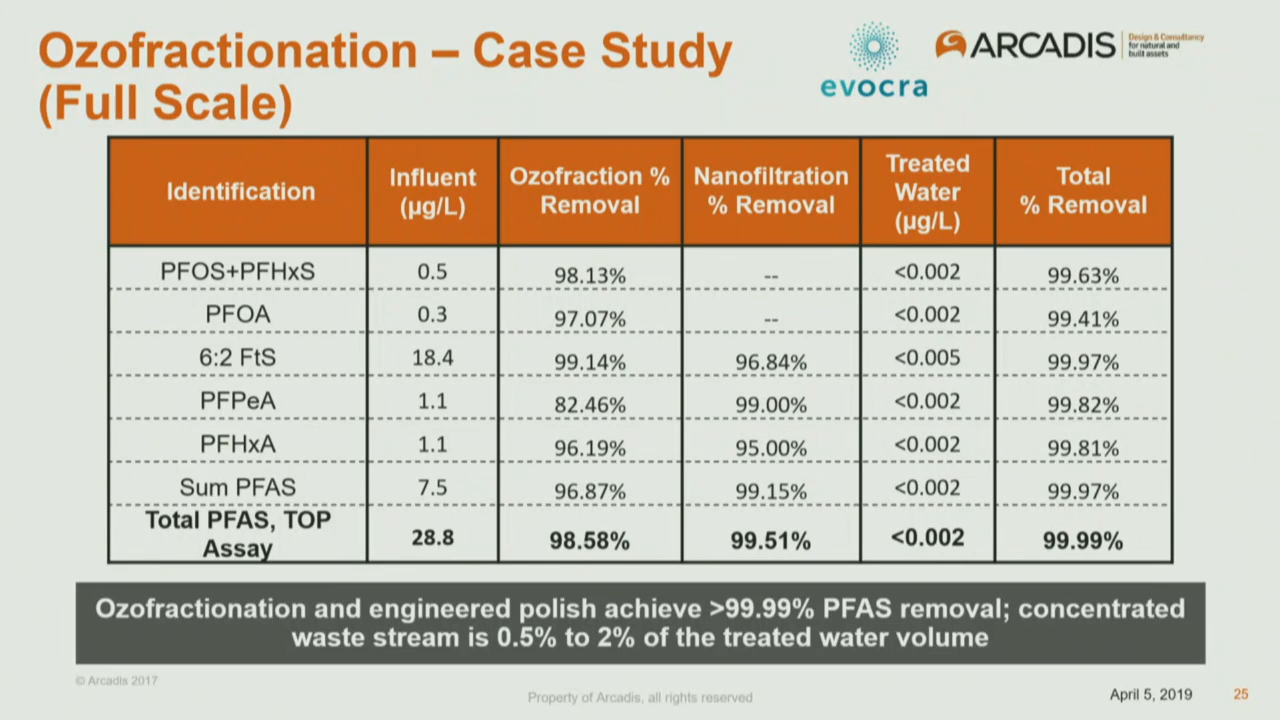 Ozofractionation – Case Study
(Full Scale)
evocra
ARCADIS
Design & Consultancy
for natural and
built assets
Identification
Influent
(µg/L)
Ozofraction %
Removal
Nanofiltration
% Removal
Treated
Water
(µg/L)
Total
% Removal
PFOS+PFHxS 0.5 98.13% -- <0.002 99.63%
PFOA 0.3 97.07% -- <0.002 99.41%
6:2 FtS 18.4 99.14% 96.84% <0.005 99.97%
PFPeA 1.1 82.46% 99.00% <0.002 99.82%
PFHxA 1.1 96.19% 95.00% <0.002 99.81%
Sum PFAS 7.5 96.87% 99.15% <0.002 99.97%
Total PFAS, TOP
Assay 28.8 98.58% 99.51% <0.002 99.99%
Ozofractionation and engineered polish achieve >99.99% PFAS removal; concentrated
waste stream is 0.5% to 2% of the treated water volume
© Arcadis 2017
Property of Arcadis, all rights reserved
April 5, 2019
25